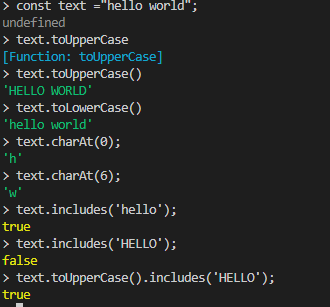 > const text ="hello world";
undefined
> text.toUpperCase
[Function: toUpperCase]
> text.toUpperCase()
'HELLO WORLD'
> text.toLowerCase()
'hello world'
> text.charAt(0);
'h'
> text.charAt(6);
'w'
> text.includes('hello');
true
> text.includes('HELLO');
false
> text.toUpperCase().includes('HELLO');
true